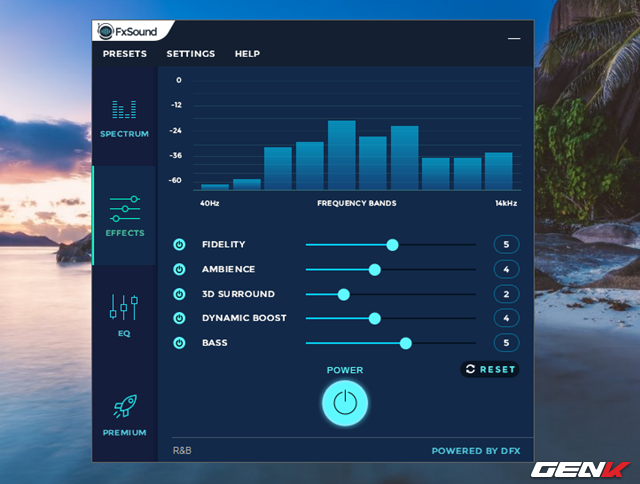 FxSound
PRESETS SETTINGS HELP
SPECTRUM
EFFECTS
EQ
PREMIUM
0
-12
-24
-36
-60
40Hz FREQUENCY BANDS 14kHz
FIDELITY 5
AMBIENCE 4
3D SURROUND 2
DYNAMIC BOOST 4
BASS 5
POWER
RESET
R&B
POWERED BY DFX
GENK